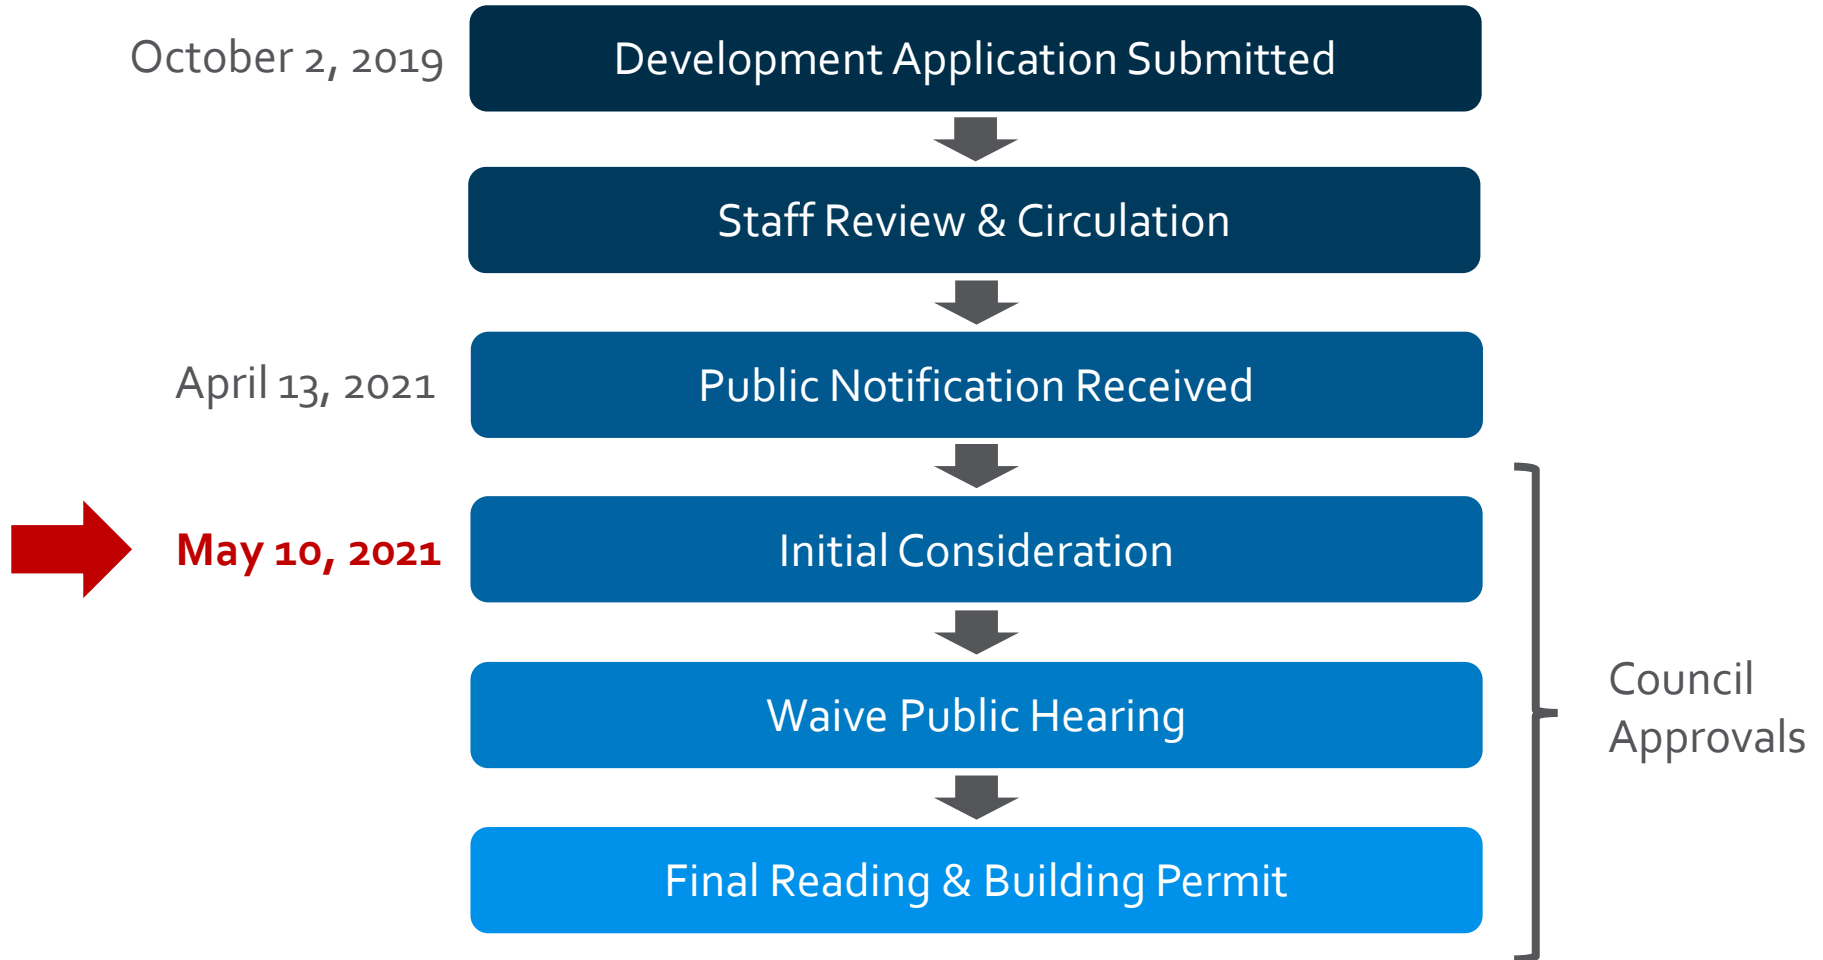 October 2, 2019
Development Application Submitted
Staff Review & Circulation
April 13, 2021
Public Notification Received
May 10, 2021
Initial Consideration
Waive Public Hearing
Council
Approvals
Final Reading & Building Permit